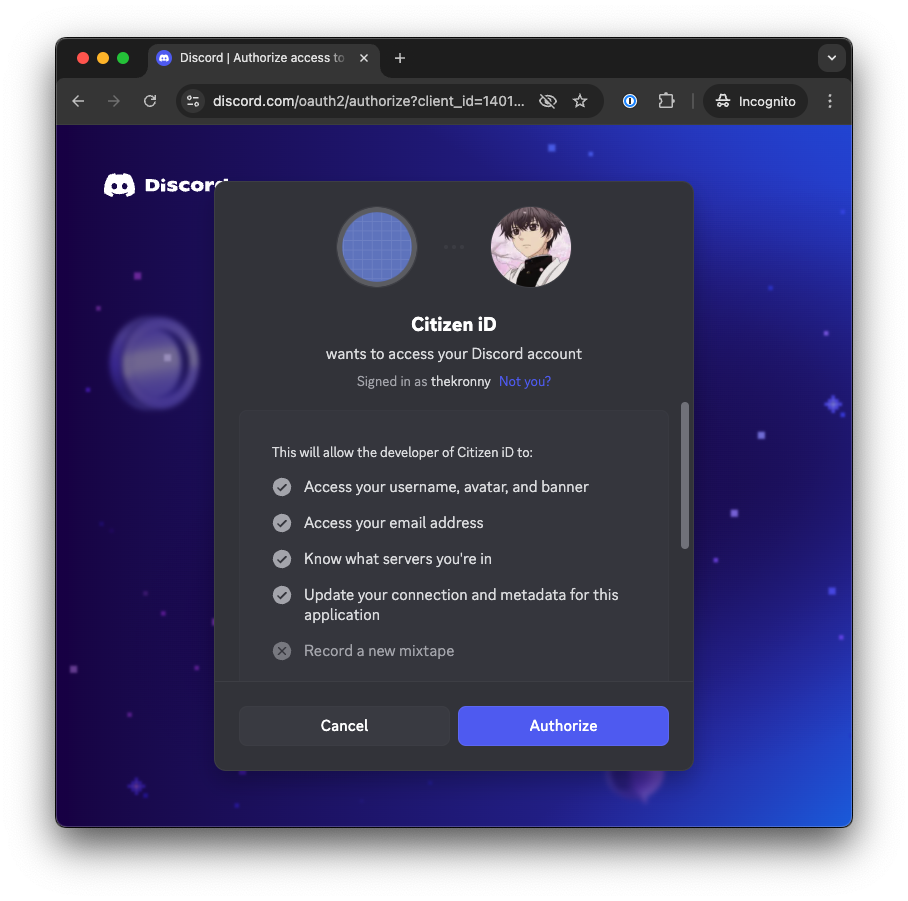 Discord | Authorize access to
discord.com/oauth2/authorize?client_id=1401...
Incognito
Discord
Citizen iD
wants to access your Discord account
Signed in as thekronny Not you?
This will allow the developer of Citizen iD to:
Access your username, avatar, and banner
Access your email address
Know what servers you're in
Update your connection and metadata for this
application
Record a new mixtape
Cancel
Authorize